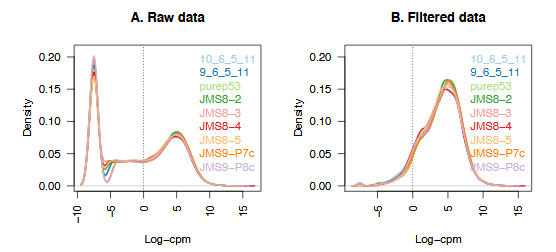 A. Raw data
B. Filtered data
Density
0.20
0.15
0.10
0.05
0.00
10_6_5_11
9_6_5_11
purep53
JMS8-2
JMS8-3
JMS8-4
JMS8-5
JMS9-P7c
JMS9-P8c
-10
-5
0
5
10
15
Log-cpm
Density
0.20
0.15
0.10
0.05
0.00
10_6_5_11
9_6_5_11
purep53
JMS8-2
JMS8-3
JMS8-4
JMS8-5
JMS9-P7c
JMS9-P8c
-5
0
5
10
15
Log-cpm